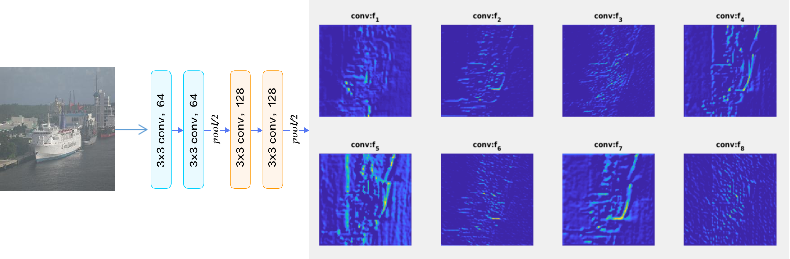 3x3 conv, 64
3x3 conv, 64
pool/2
3x3 conv, 128
3x3 conv, 128
pool/2
conv:f1
conv:f2
conv:f3
conv:f4
conv:f5
conv:f6
conv:f7
conv:f8